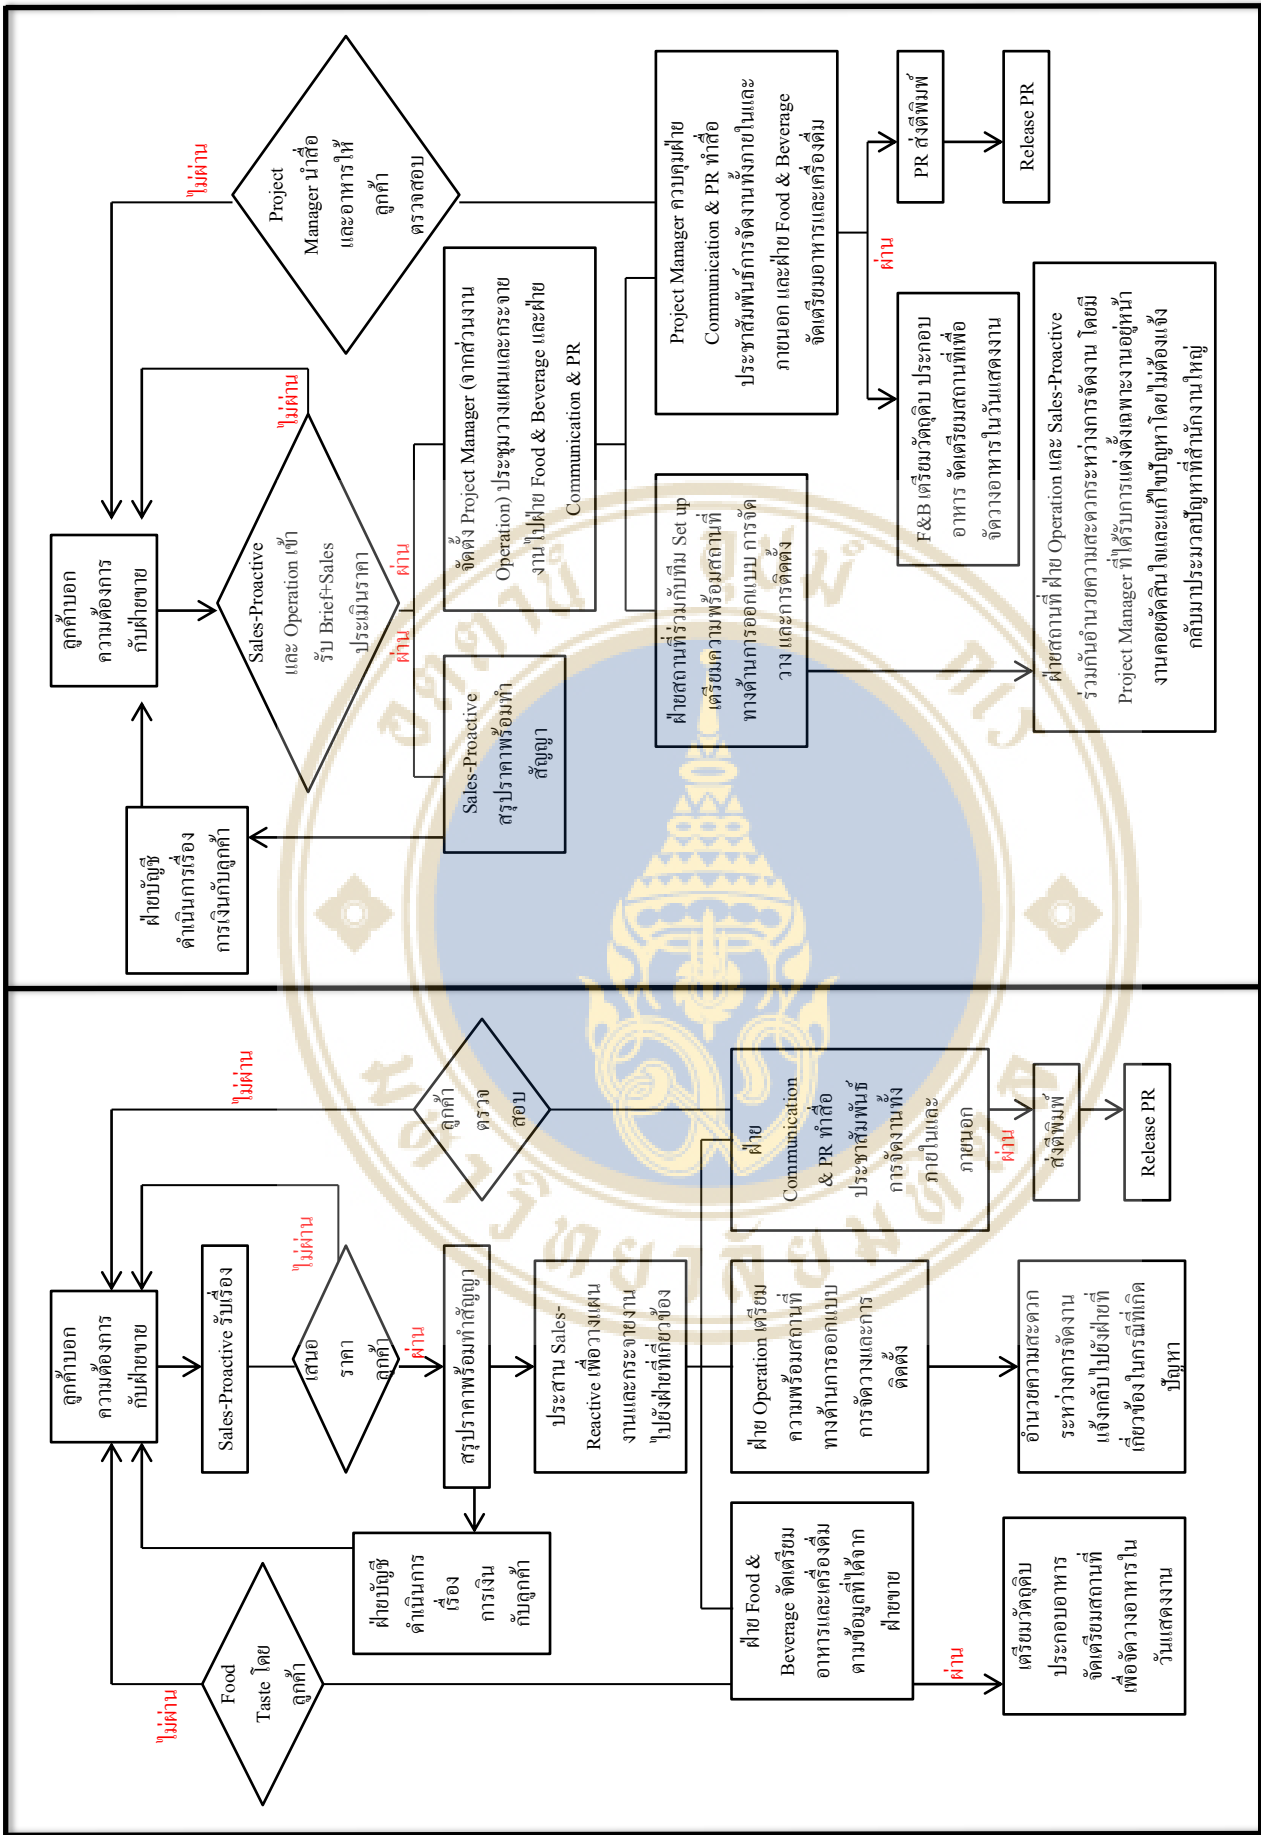 ลูกค้าบอก
ความต้องการ
กับฝ่ายขาย
Sales-Proactive รับเรื่อง
เสนอ
ราคา
ลูกค้า
ไม่ผ่าน
ผ่าน
สรุปราคาพร้อมทำสัญญา
ฝ่ายบัญชี
ดำเนินการ
เรื่อง
การเงิน
กับลูกค้า
ประสาน Sales-
Reactive เพื่อวางแผน
งานและกระจายงาน
ไปยังฝ่ายที่เกี่ยวข้อง
Food
Taste โดย
ลูกค้า
ไม่ผ่าน
ลูกค้า
ตรวจ
สอบ
ไม่ผ่าน
ฝ่าย Food &
Beverage จัดเตรียม
อาหารและเครื่องดื่ม
ตามข้อมูลที่ได้จาก
ฝ่ายขาย
ผ่าน
เตรียมวัตถุดิบ
ประกอบอาหาร
จัดเตรียมสถานที่
เพื่อจัดวางอาหารใน
วันแสดงงาน
ฝ่าย Operation เตรียม
ความพร้อมสถานที่
ทางด้านการออกแบบ
การจัดวางและการ
ติดตั้ง
อำนวยความสะดวก
ระหว่างการจัดงาน
แจ้งกลับไปยังฝ่ายที่
เกี่ยวข้องในกรณีที่เกิด
ปัญหา
ฝ่าย
Communication
& PR ทำสื่อ
ประชาสัมพันธ์
การจัดงานทั้ง
ภายในและ
ภายนอก
ผ่าน
ส่งตีพิมพ์
Release PR
ลูกค้าบอก
ความต้องการ
กับฝ่ายขาย
ฝ่ายบัญชี
ดำเนินการเรื่อง
การเงินกับลูกค้า
Sales-Proactive
และ Operation เข้า
รับ Brief+Sales
ประเมินราคา
ไม่ผ่าน
ผ่าน
ผ่าน
Sales-Proactive
สรุปราคาพร้อมทำ
สัญญา
จัดตั้ง Project Manager (จากส่วนงาน
Operation) ประชุมวางแผนและกระจาย
งานไปฝ่าย Food & Beverage และฝ่าย
Communication & PR
Project
Manager นำสื่อ
และอาหารให้
ลูกค้า
ตรวจสอบ
ไม่ผ่าน
ฝ่ายสถานที่ร่วมกับทีม Set up
เตรียมความพร้อมสถานที่
ทางด้านการออกแบบ การจัด
วาง และการติดตั้ง
Project Manager ควบคุมฝ่าย
Communication & PR ทำสื่อ
ประชาสัมพันธ์การจัดงานทั้งภายในและ
ภายนอก และฝ่าย Food & Beverage
จัดเตรียมอาหารและเครื่องดื่ม
ผ่าน
F&B เตรียมวัตถุดิบ ประกอบ
อาหาร จัดเตรียมสถานที่เพื่อ
จัดวางอาหารในวันแสดงงาน
PR ส่งตีพิมพ์
Release PR
ฝ่ายสถานที่ ฝ่าย Operation และ Sales-Proactive
ร่วมกันอำนวยความสะดวกระหว่างการจัดงาน โดยมี
Project Manager ที่ได้รับการแต่งตั้งเฉพาะงานอยู่หน้า
งานคอยตัดสินใจและแก้ไขปัญหาโดยไม่ต้องแจ้ง
กลับมาประมวลปัญหาที่สำนักงานใหญ่
มหาวิทยาลัยมหิดล